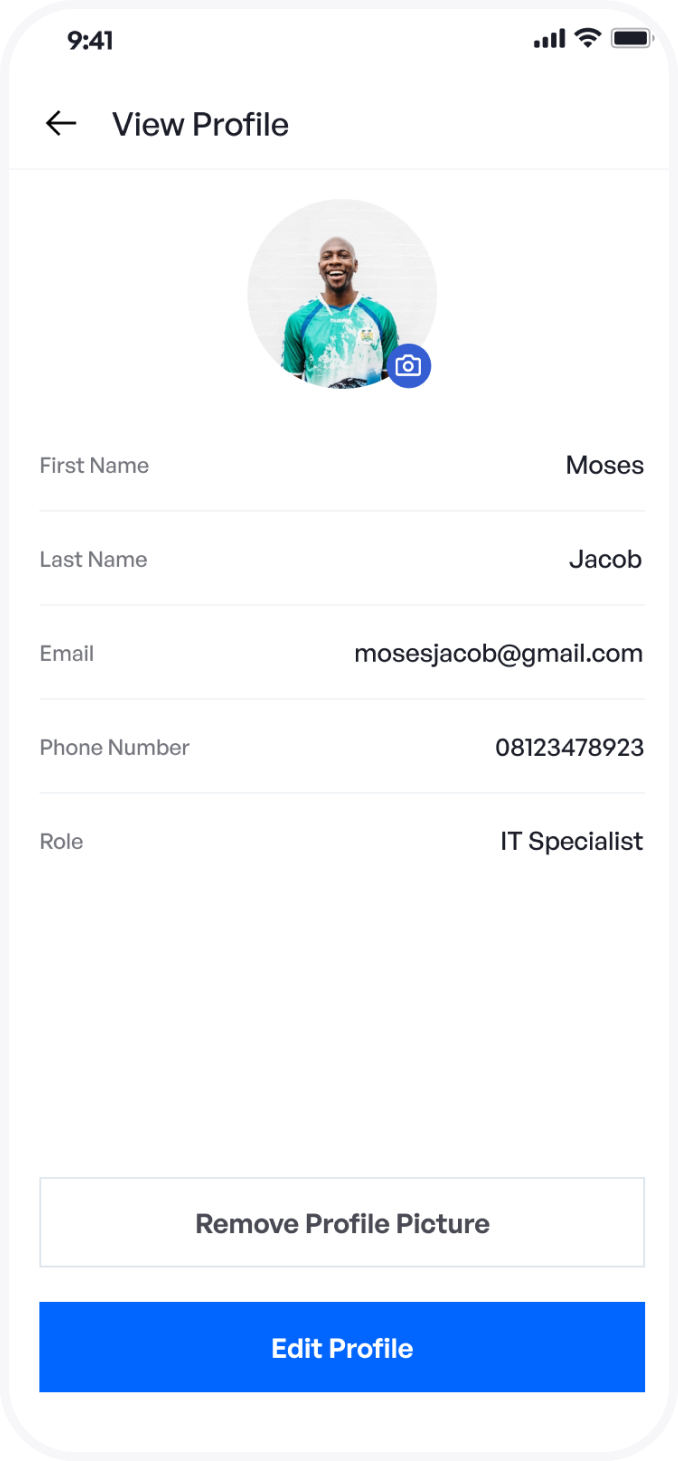 9:41
View Profile
First Name Moses
Last Name Jacob
Email mosesjacob@gmail.com
Phone Number 08123478923
Role IT Specialist
Remove Profile Picture
Edit Profile